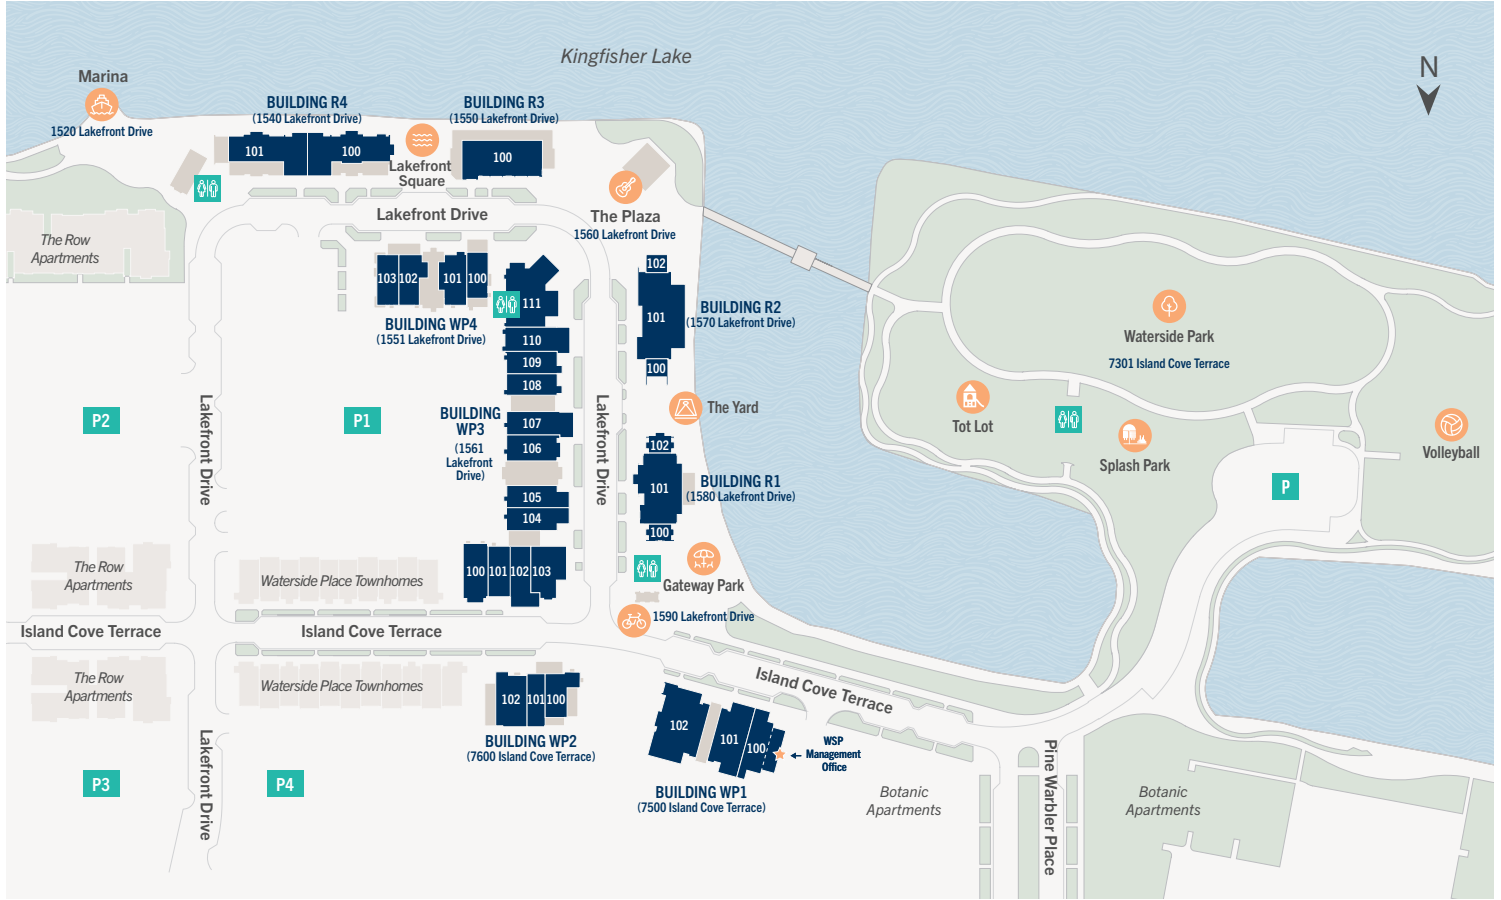 Kingfisher Lake
N
Marina
1520 Lakefront Drive
BUILDING R4
(1540 Lakefront Drive)
101
100
BUILDING R3
(1550 Lakefront Drive)
100
Lakefront
Square
The Plaza
1560 Lakefront Drive
Lakefront Drive
The Row
Apartments
103
102
101
100
BUILDING WP4
(1551 Lakefront Drive)
111
110
109
108
107
106
105
104
100
101
102
103
BUILDING
WP3
(1561
Lakefront
Drive)
102
101
100
BUILDING R2
(1570 Lakefront Drive)
The Yard
102
101
100
BUILDING R1
(1580 Lakefront Drive)
Waterside Park
7301 Island Cove Terrace
Tot Lot
Splash Park
Volleyball
P
P2
P1
Lakefront Drive
Lakefront Drive
Gateway Park
1590 Lakefront Drive
The Row
Apartments
Waterside Place Townhomes
Island Cove Terrace
Island Cove Terrace
Island Cove Terrace
The Row
Apartments
Waterside Place Townhomes
102
101
100
BUILDING WP2
(7600 Island Cove Terrace)
102
101
100
WSP
Management
Office
BUILDING WP1
(7500 Island Cove Terrace)
P3
Lakefront Drive
P4
Botanic
Apartments
Pine Warbler Place
Botanic
Apartments